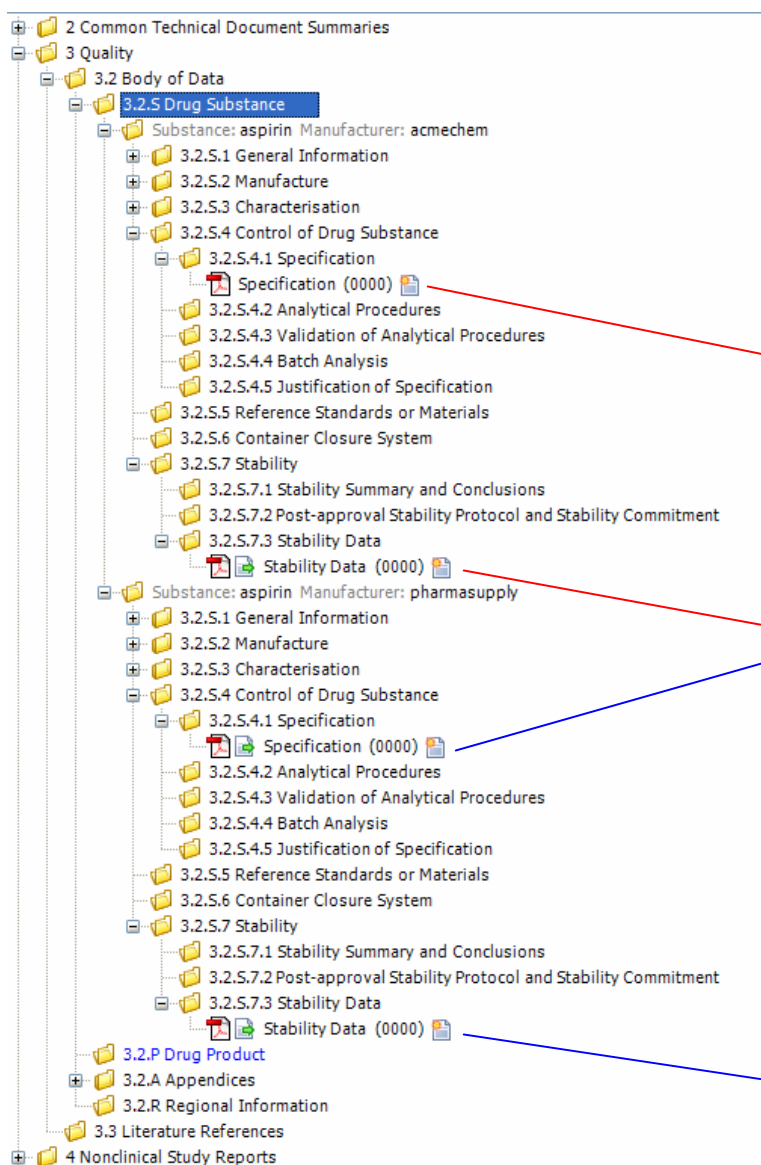 2 Common Technical Document Summaries
3 Quality
3.2 Body of Data
3.2.S Drug Substance
Substance: aspirin Manufacturer: acmechem
3.2.S.1 General Information
3.2.S.2 Manufacture
3.2.S.3 Characterisation
3.2.S.4 Control of Drug Substance
3.2.S.4.1 Specification
Specification (0000)
3.2.S.4.2 Analytical Procedures
3.2.S.4.3 Validation of Analytical Procedures
3.2.S.4.4 Batch Analysis
3.2.S.4.5 Justification of Specification
3.2.S.5 Reference Standards or Materials
3.2.S.6 Container Closure System
3.2.S.7 Stability
3.2.S.7.1 Stability Summary and Conclusions
3.2.S.7.2 Post-approval Stability Protocol and Stability Commitment
3.2.S.7.3 Stability Data
Stability Data (0000)
Substance: aspirin Manufacturer: pharmasupply
3.2.S.1 General Information
3.2.S.2 Manufacture
3.2.S.3 Characterisation
3.2.S.4 Control of Drug Substance
3.2.S.4.1 Specification
Specification (0000)
3.2.S.4.2 Analytical Procedures
3.2.S.4.3 Validation of Analytical Procedures
3.2.S.4.4 Batch Analysis
3.2.S.4.5 Justification of Specification
3.2.S.5 Reference Standards or Materials
3.2.S.6 Container Closure System
3.2.S.7 Stability
3.2.S.7.1 Stability Summary and Conclusions
3.2.S.7.2 Post-approval Stability Protocol and Stability Commitment
3.2.S.7.3 Stability Data
Stability Data (0000)
3.2.P Drug Product
3.2.A Appendices
3.2.R Regional Information
3.3 Literature References
4 Nonclinical Study Reports